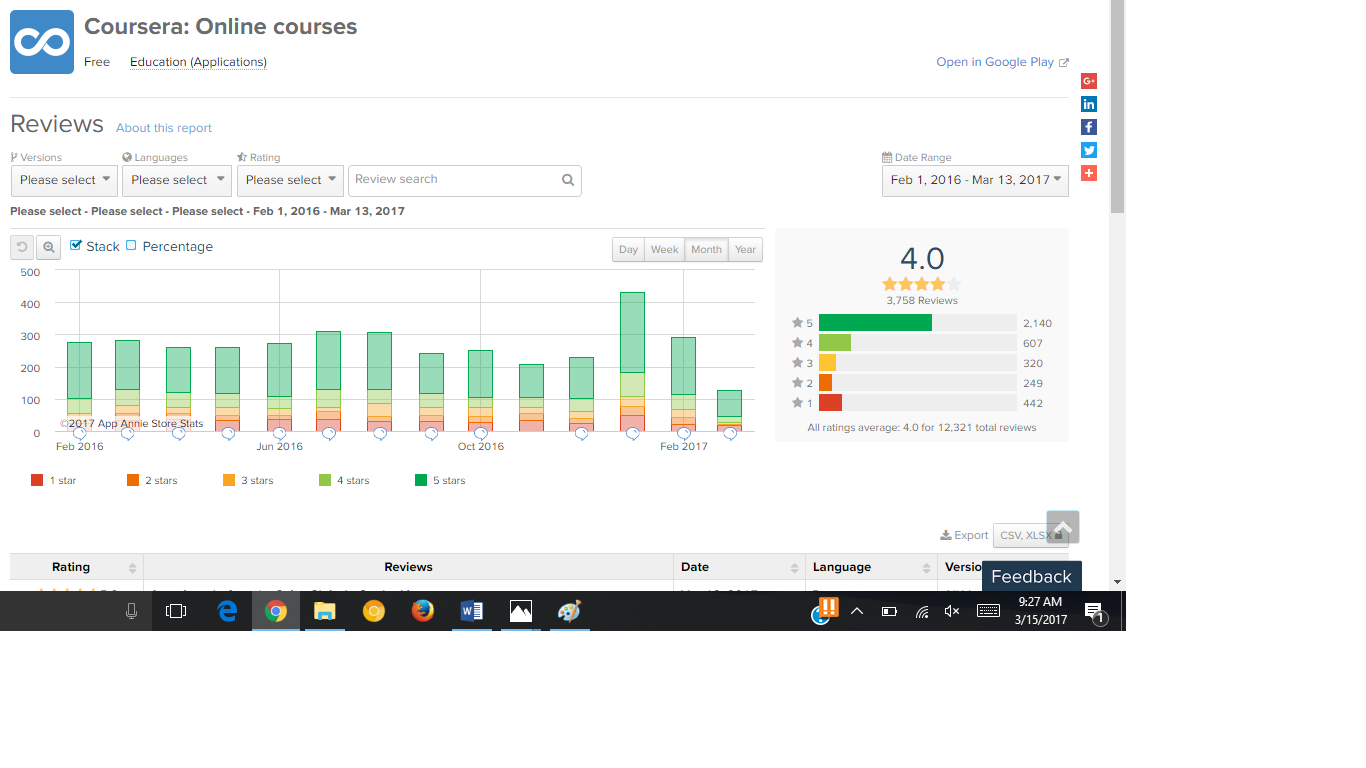 Coursera: Online courses
Free Education (Applications) Open in Google Play
G+
in
f
Reviews About this report
Versions Languages Rating Date Range
Please select Please select Please select Review search Feb 1, 2016 - Mar 13, 2017
Please select - Please select - Please select - Feb 1, 2016 - Mar 13, 2017
Stack Percentage Day Week Month Year
500
400
300
200
100
0
©2017 App Annie Store Stats
Feb 2016 Jun 2016 Oct 2016 Feb 2017
1 star 2 stars 3 stars 4 stars 5 stars
4.0
3,758 Reviews
5 2,140
4 607
3 320
2 249
1 442
All ratings average: 4.0 for 12,321 total reviews
Export CSV, XLSX
Rating Reviews Date Language Versio
Feedback
9:27 AM
3/15/2017
1